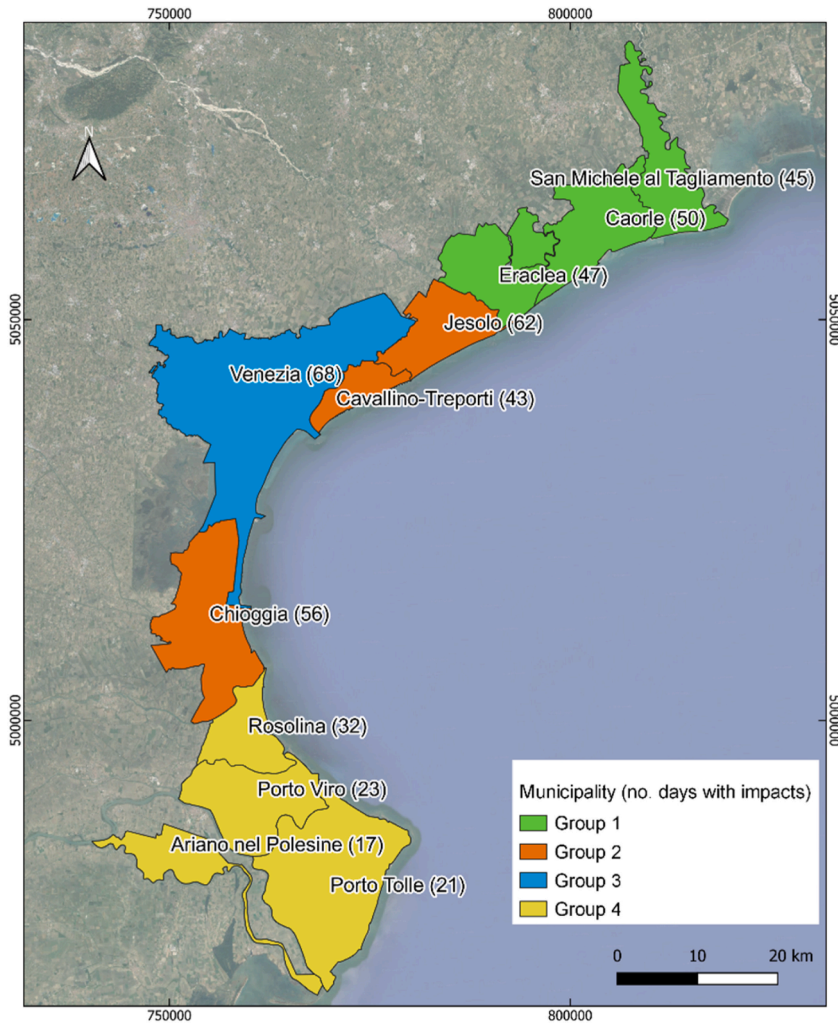 750000
800000
N
San Michele al Tagliamento (45)
Caorle (50)
Eraclea (47)
5050000
Jesolo (62)
Venezia (68)
Cavallino-Treporti (43)
Chioggia (56)
5000000
Rosolina (32)
Porto Viro (23)
Ariano nel Polesine (17)
Porto Tolle (21)
Municipality (no. days with impacts)
Group 1
Group 2
Group 3
Group 4
0 10 20 km
750000
800000